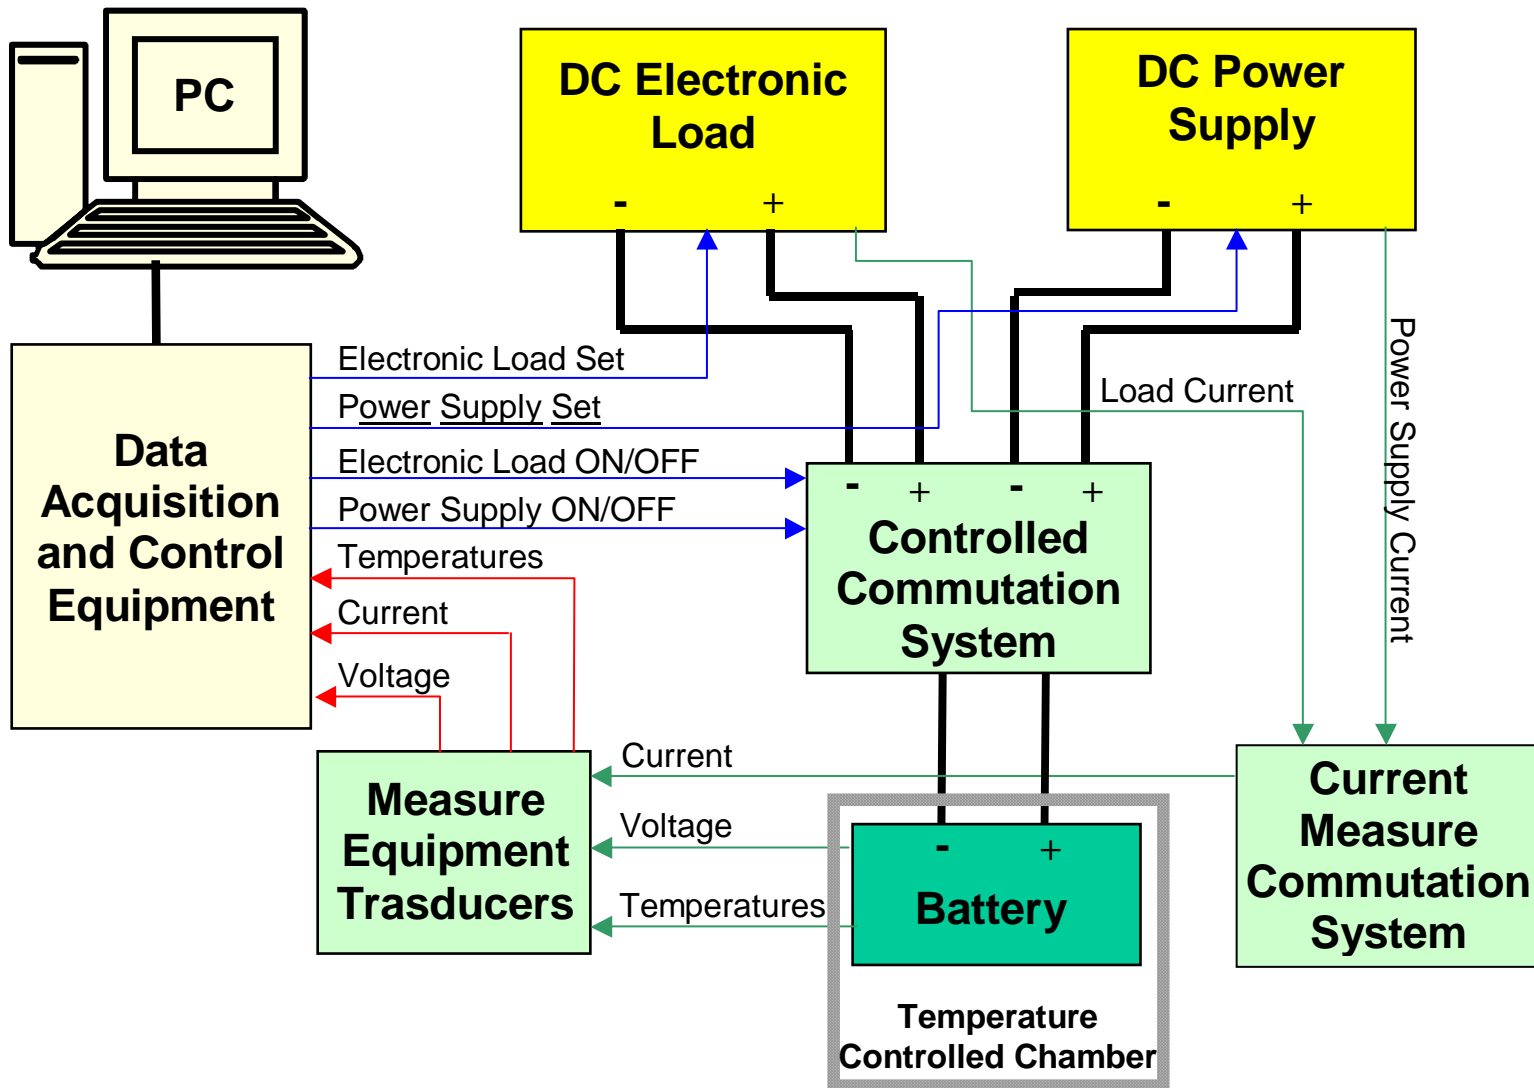 PC
DC Electronic
Load
- +
DC Power
Supply
- +
Electronic Load Set
Power Supply Set
Electronic Load ON/OFF
Power Supply ON/OFF
Temperatures
Current
Voltage
Data
Acquisition
and Control
Equipment
Load Current
Power Supply Current
- + - +
Controlled
Commutation
System
Measure
Equipment
Trasducers
Current
Voltage
Temperatures
- +
Battery
Temperature
Controlled Chamber
Current
Measure
Commutation
System